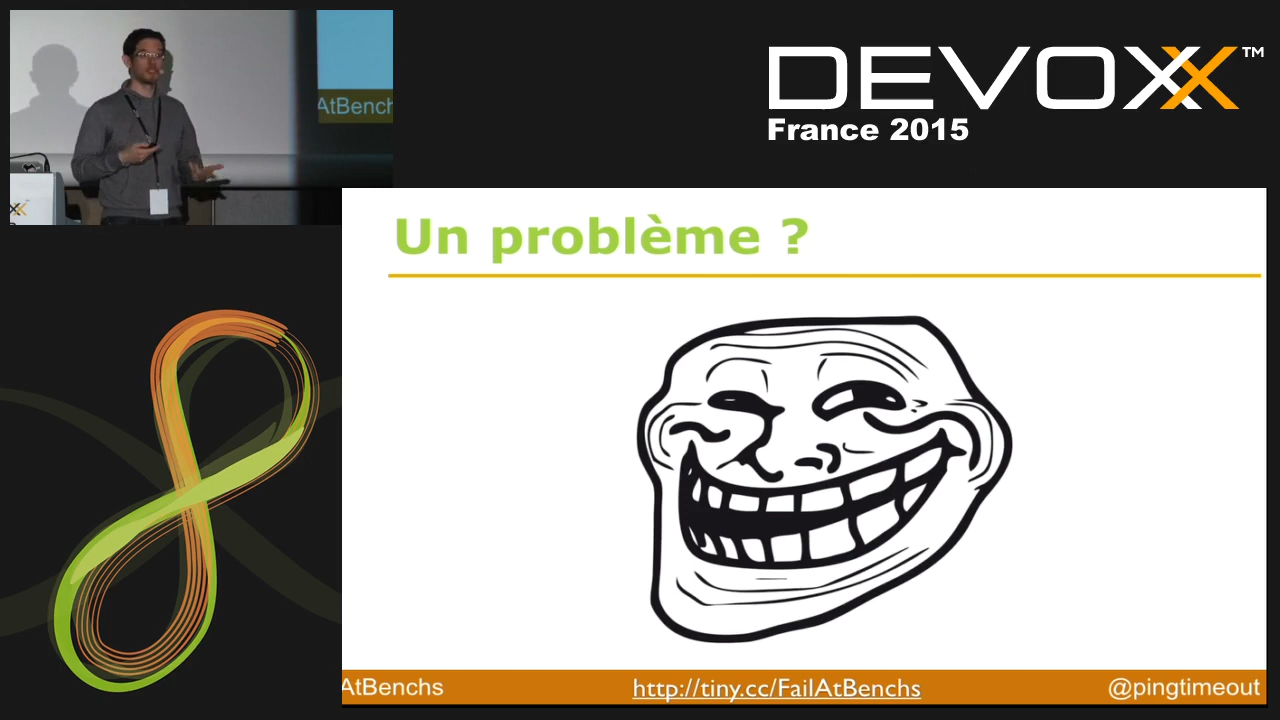 AtBench
DEVOXX™
France 2015
Un problème ?
AtBenchs
http://tiny.cc/FailAtBenchs
@pingtimeout